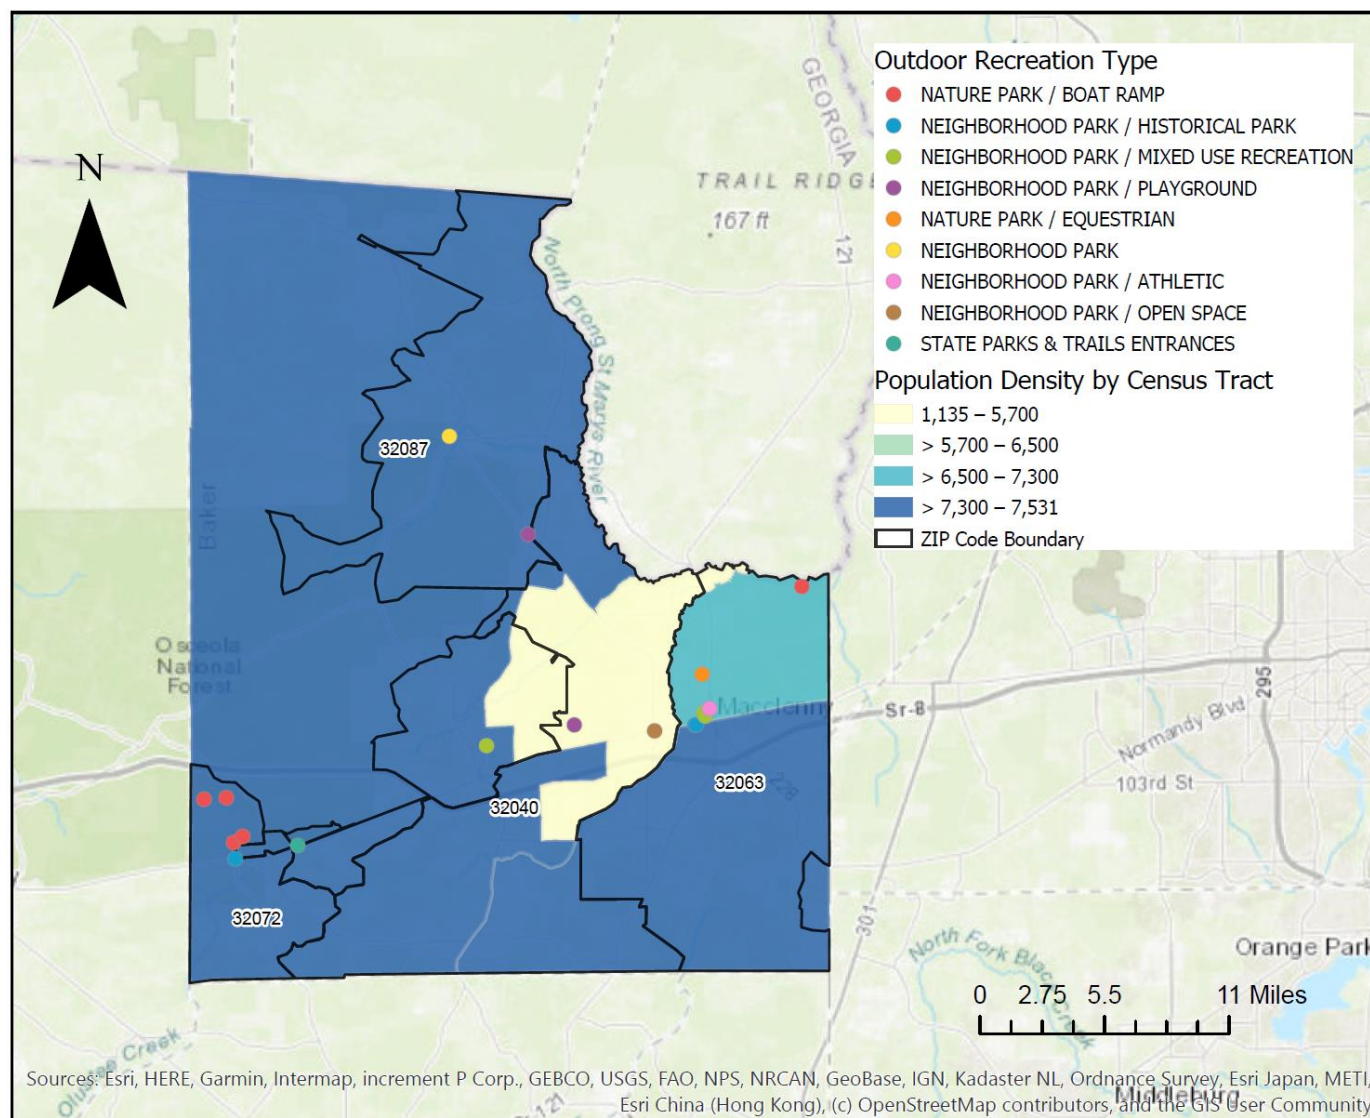 Outdoor Recreation Type
NATURE PARK / BOAT RAMP
NEIGHBORHOOD PARK / HISTORICAL PARK
NEIGHBORHOOD PARK / MIXED USE RECREATION
NEIGHBORHOOD PARK / PLAYGROUND
NATURE PARK / EQUESTRIAN
NEIGHBORHOOD PARK
NEIGHBORHOOD PARK / ATHLETIC
NEIGHBORHOOD PARK / OPEN SPACE
STATE PARKS & TRAILS ENTRANCES
Population Density by Census Tract
1,135 – 5,700
> 5,700 – 6,500
> 6,500 – 7,300
> 7,300 – 7,531
ZIP Code Boundary
N
GEORGIA
TRAIL RIDGE
167 ft
121
North Prong St Marys River
32087
Baker
Osceola
National
Forest
Macclenny
Sr-8
295
Normandy Blvd
103rd St
32063
228
32040
32072
301
North Fork Black Creek
Orange Park
0 2.75 5.5 11 Miles
Olustee Creek
Middleburg
121
Sources: Esri, HERE, Garmin, Intermap, increment P Corp., GEBCO, USGS, FAO, NPS, NRCAN, GeoBase, IGN, Kadaster NL, Ordnance Survey, Esri Japan, METI,
Esri China (Hong Kong), (c) OpenStreetMap contributors, and the GIS User Communit